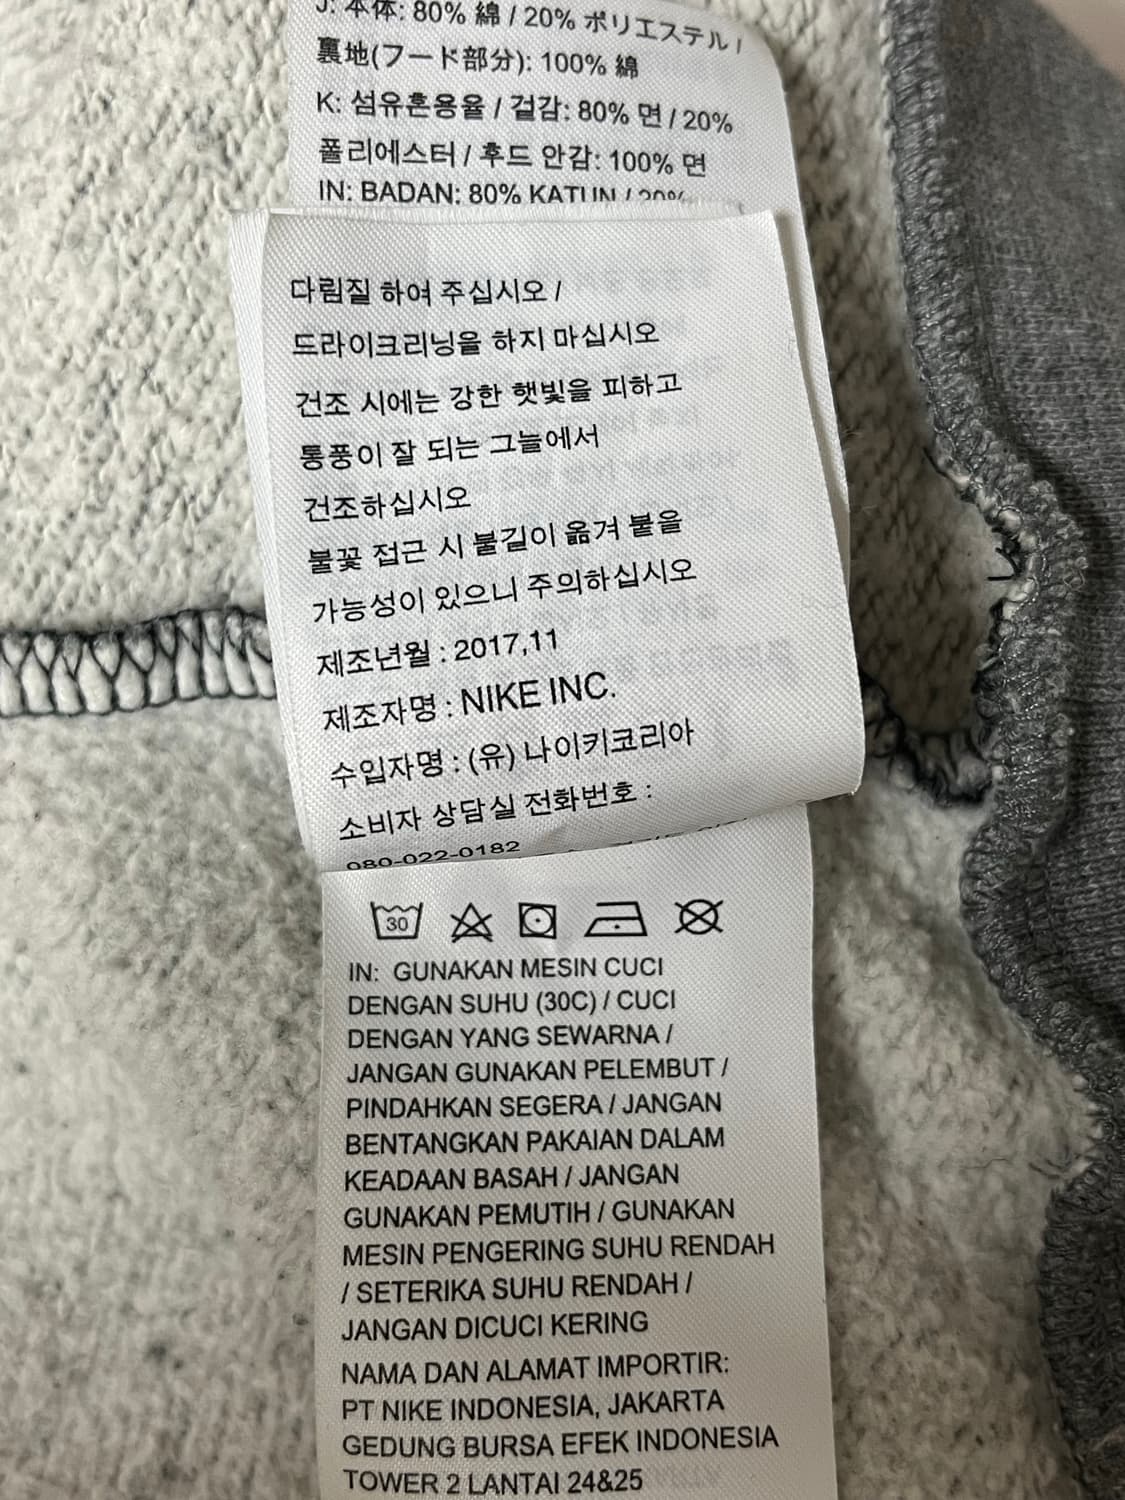 J: 本体: 80% 綿 / 20% ポリエステル /
裏地(フード部分): 100% 綿
K: 섬유혼용율 / 겉감: 80% 면 / 20%
폴리에스터 / 후드 안감: 100% 면
IN: BADAN: 80% KATUN / 20%
다림질 하여 주십시오 /
드라이크리닝을 하지 마십시오
건조 시에는 강한 햇빛을 피하고
통풍이 잘 되는 그늘에서
건조하십시오
불꽃 접근 시 불길이 옮겨 붙을
가능성이 있으니 주의하십시오
제조년월 : 2017,11
제조자명 : NIKE INC.
수입자명 : (유) 나이키코리아
소비자 상담실 전화번호 :
080-022-0182
30
IN: GUNAKAN MESIN CUCI
DENGAN SUHU (30C) / CUCI
DENGAN YANG SEWARNA /
JANGAN GUNAKAN PELEMBUT /
PINDAHKAN SEGERA / JANGAN
BENTANGKAN PAKAIAN DALAM
KEADAAN BASAH / JANGAN
GUNAKAN PEMUTIH / GUNAKAN
MESIN PENGERING SUHU RENDAH
/ SETERIKA SUHU RENDAH /
JANGAN DICUCI KERING
NAMA DAN ALAMAT IMPORTIR:
PT NIKE INDONESIA, JAKARTA
GEDUNG BURSA EFEK INDONESIA
TOWER 2 LANTAI 24&25